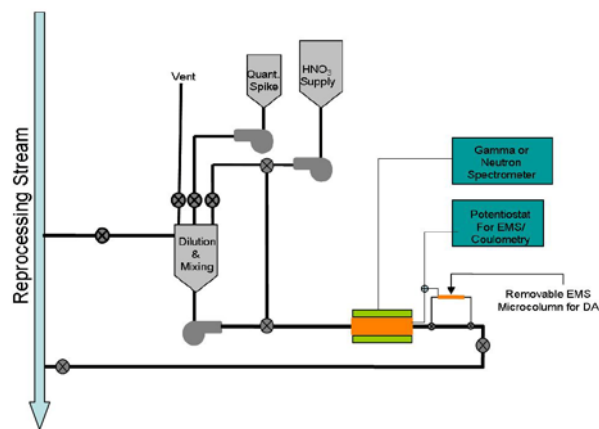 Reprocessing Stream
Vent
Quant.
Spike
HNO3
Supply
Dilution
&
Mixing
Gamma or
Neutron
Spectrometer
Potentiostat
For EMS/
Coulometry
Removable EMS
Microcolumn for DA